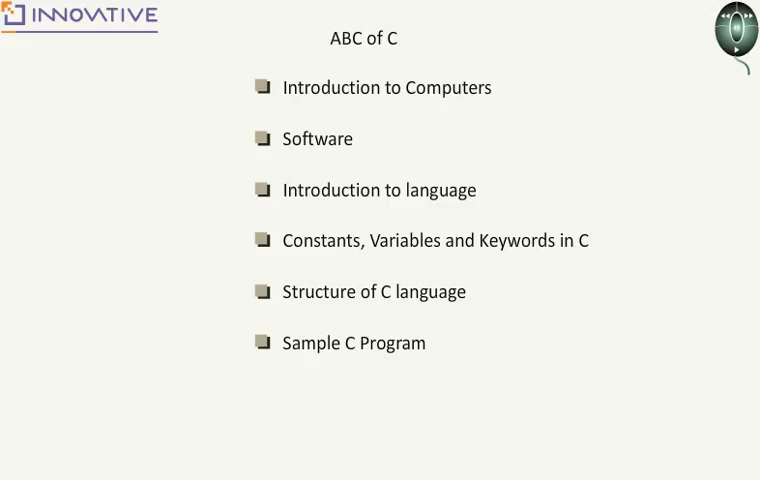 INNOVATIVE
ABC of C
Introduction to Computers
Software
Introduction to language
Constants, Variables and Keywords in C
Structure of C language
Sample C Program